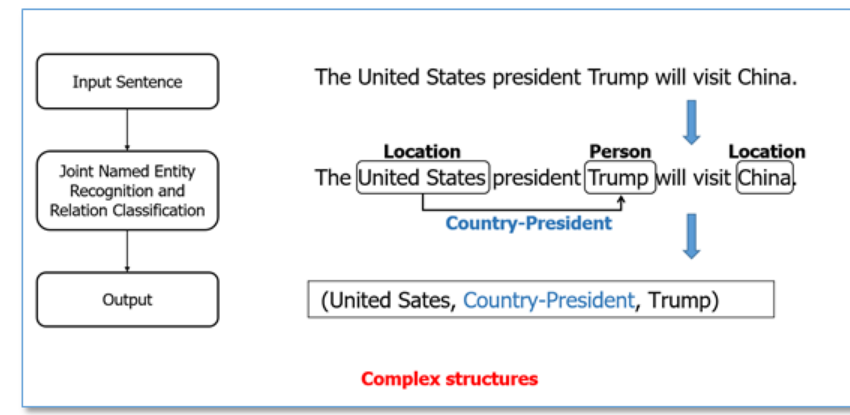 Input Sentence
Joint Named Entity
Recognition and
Relation Classification
Output
The United States president Trump will visit China.
Location Person Location
The United States president Trump will visit China.
Country-President
(United Sates, Country-President, Trump)
Complex structures